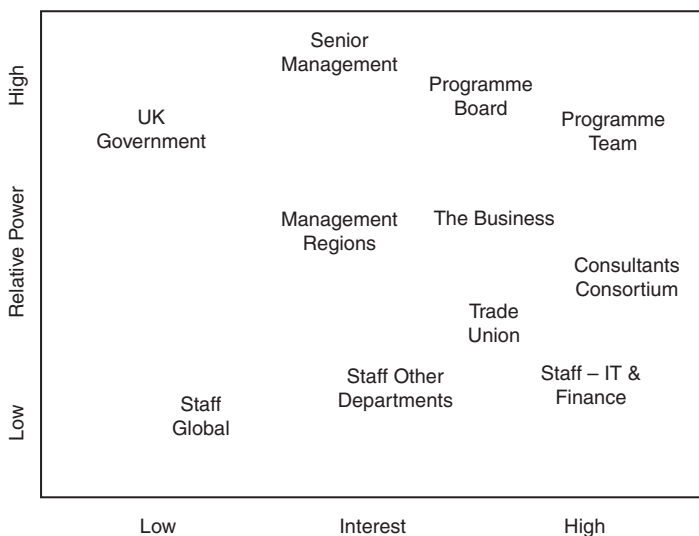 High
Relative Power
Low
Senior
Management
Programme
Board
UK
Government
Programme
Team
Management
Regions
The Business
Consultants
Consortium
Trade
Union
Staff Other
Departments
Staff – IT &
Finance
Staff
Global
Low
Interest
High